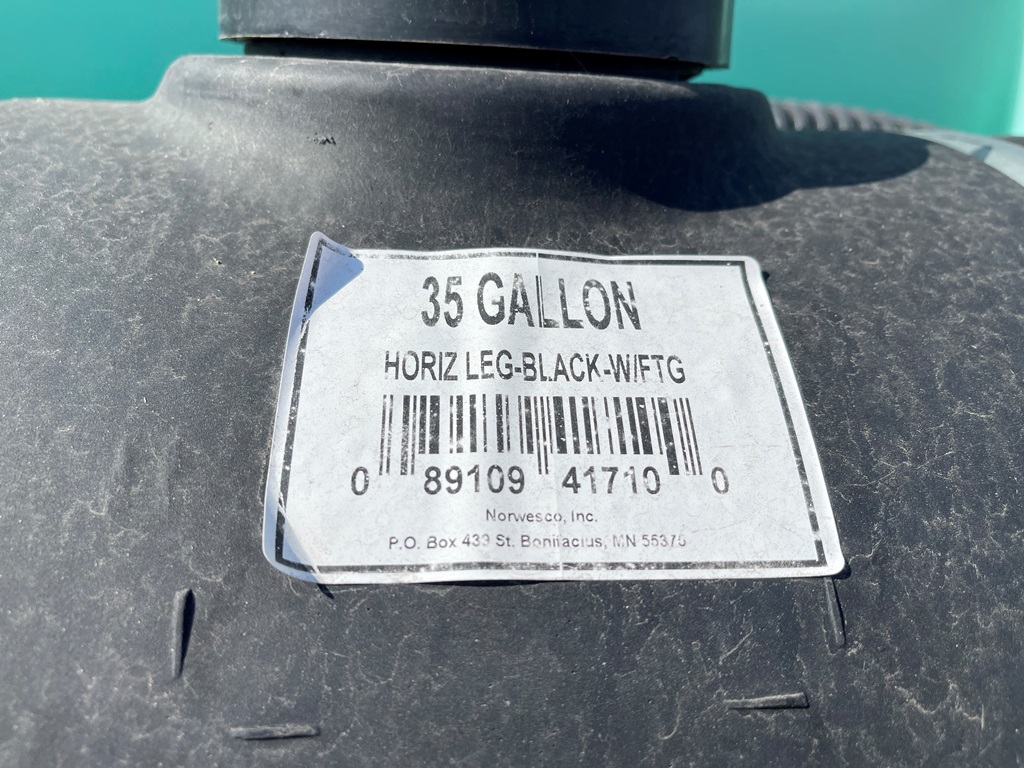 35 GALLON
HORIZ LEG-BLACK-W/FTG
0 89109 41710 0
Norwesco, Inc.
P.O. Box 433 St. Bonifacius, MN 55375